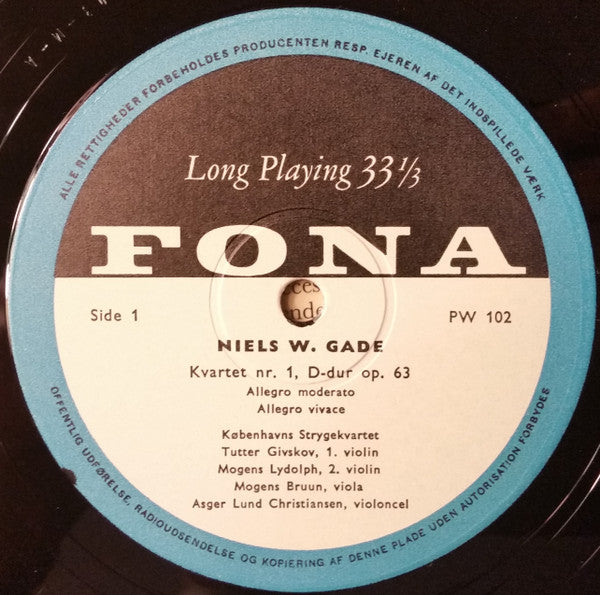 ALLE RETTIGHEDER FORBEHOLDES PRODUCENTEN RESP. EJEREN AF DET INDSPILLEDE VÆRK
Long Playing 33 1/3
FONA
Side 1
PW 102
NIELS W. GADE
Kvartet nr. 1, D-dur op. 63
Allegro moderato
Allegro vivace
Københavns Strygekvartet
Tutter Givskov, 1. violin
Mogens Lydolph, 2. violin
Mogens Bruun, viola
Asger Lund Christiansen, violoncel
OFFENTLIG UDFØRELSE, RADIOUDSENDELSE OG KOPIERING AF DENNE PLADE UDEN AUTORISATION FORBYDES